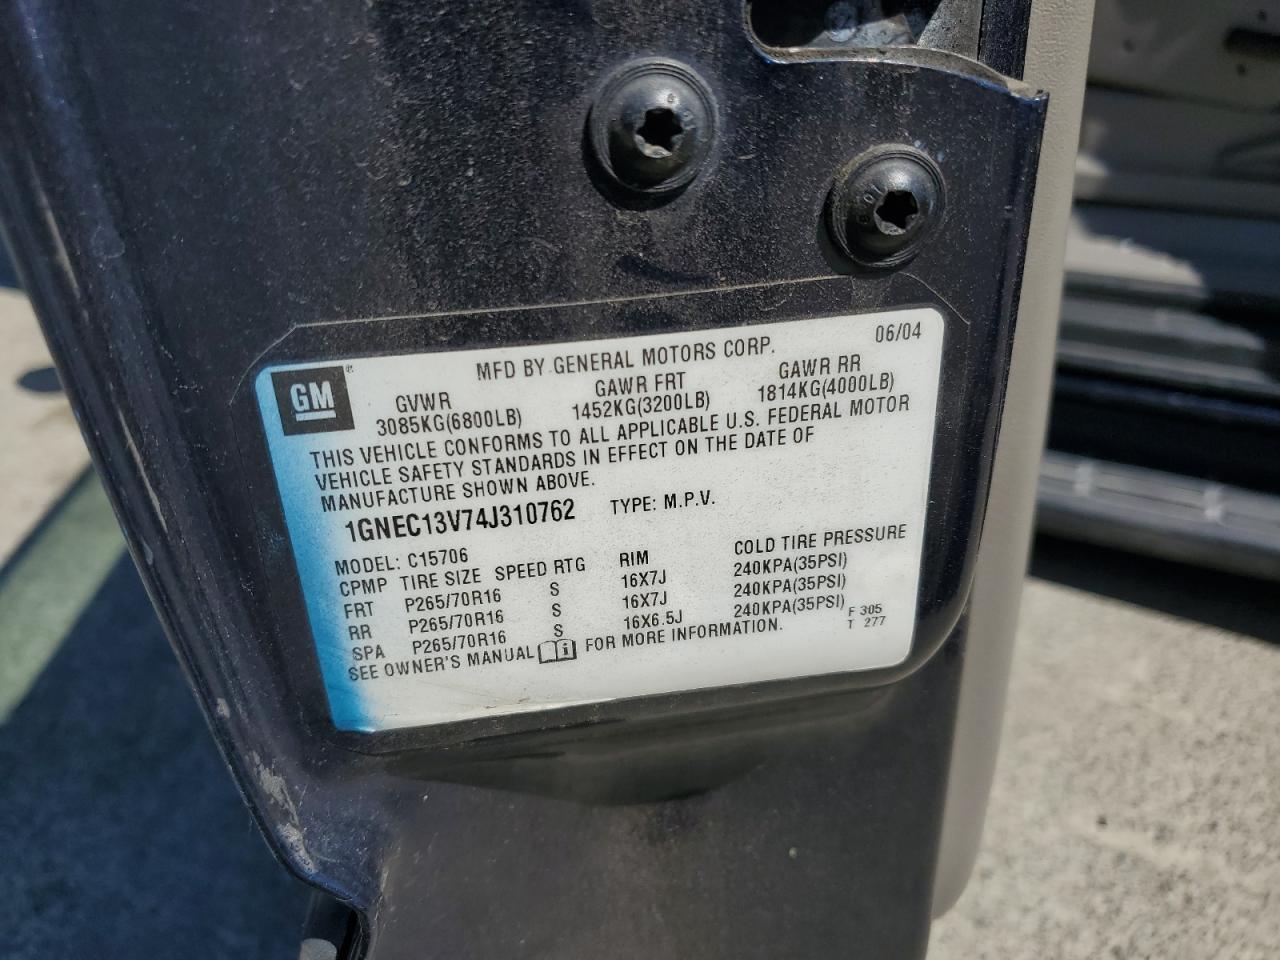 MFD BY GENERAL MOTORS CORP. 06/04
GM ®
GVWR GAWR FRT GAWR RR
3085KG(6800LB) 1452KG(3200LB) 1814KG(4000LB)
THIS VEHICLE CONFORMS TO ALL APPLICABLE U.S. FEDERAL MOTOR
VEHICLE SAFETY STANDARDS IN EFFECT ON THE DATE OF
MANUFACTURE SHOWN ABOVE.
1GNEC13V74J310762 TYPE: M.P.V.
MODEL: C15706
CPMP TIRE SIZE SPEED RTG RIM COLD TIRE PRESSURE
FRT P265/70R16 S 16X7J 240KPA(35PSI)
RR P265/70R16 S 16X7J 240KPA(35PSI)
SPA P265/70R16 S 16X6.5J 240KPA(35PSI)
SEE OWNER'S MANUAL i FOR MORE INFORMATION.
F 305
T 277